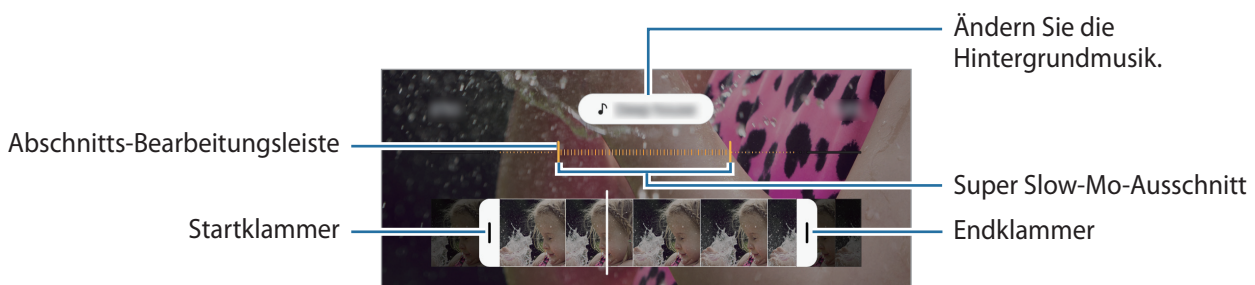 Ändern Sie die
Hintergrundmusik.
Abschnitts-Bearbeitungsleiste
Super Slow-Mo-Ausschnitt
Startklammer
Endklammer